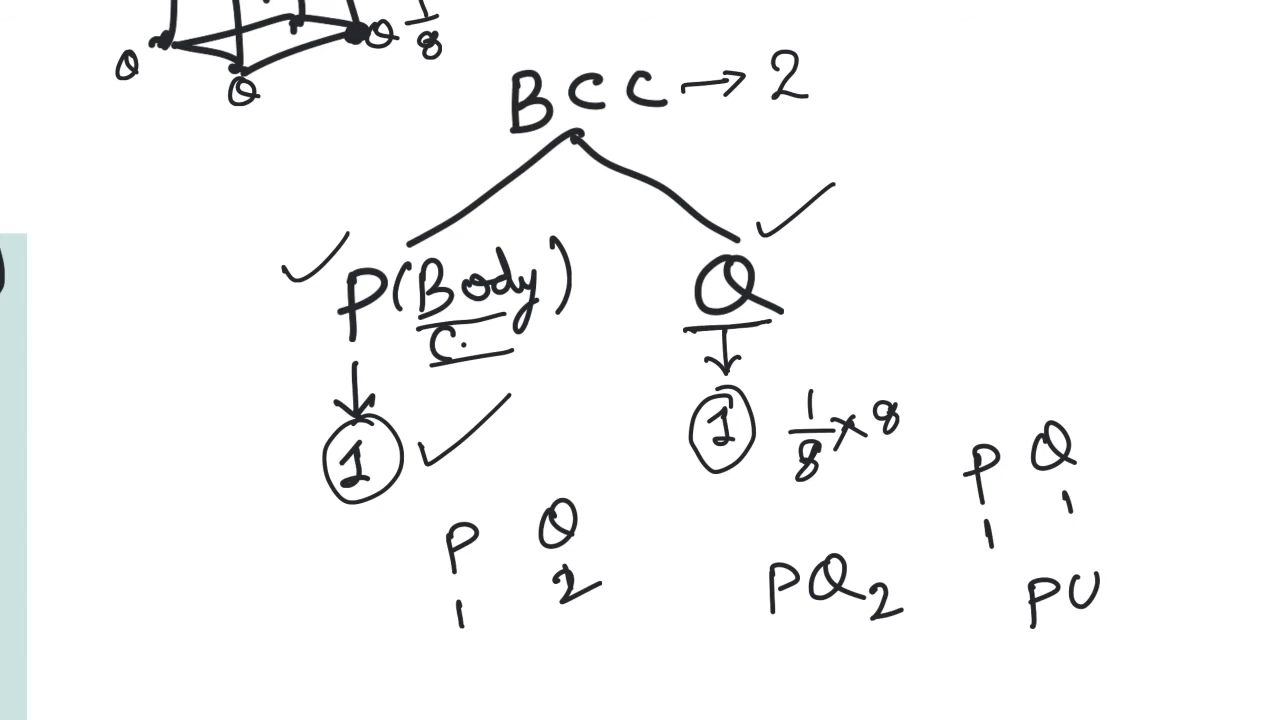 Q Q Q 1/8
BCC → 2
P (Body C.) Q
1 1 1/8 × 8
P Q
1 1
P Q
1 2
PQ2 PU